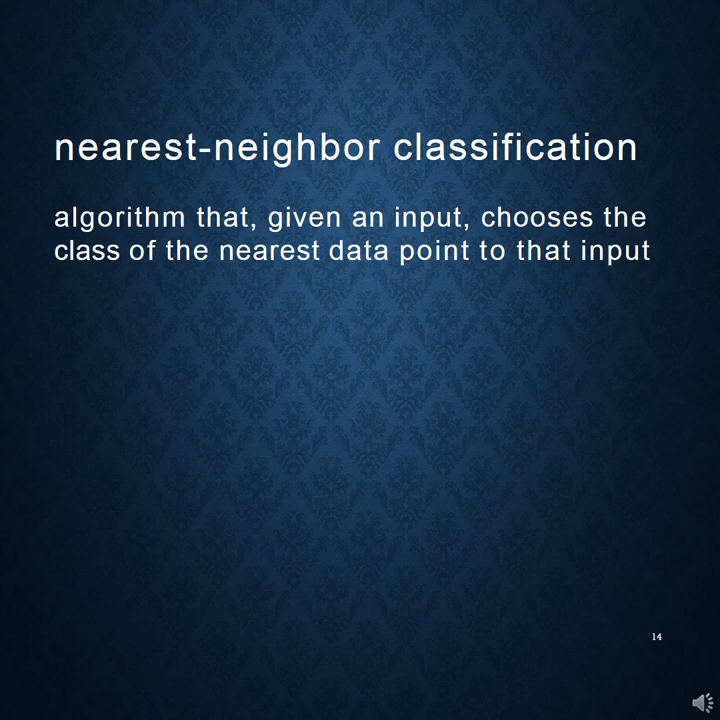 nearest-neighbor classification
algorithm that, given an input, chooses the
class of the nearest data point to that input
14